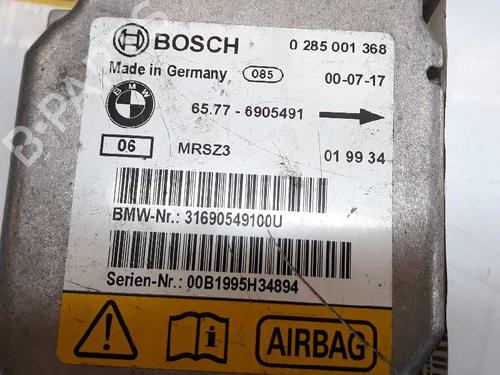 BOSCH 0 285 001 368
Made in Germany 085 00-07-17
BMW 65.77 - 6905491
06 MRSZ3 01 99 34
BMW-Nr.: 31690549100U
Serien-Nr.: 00B1995H34894
AIRBAG